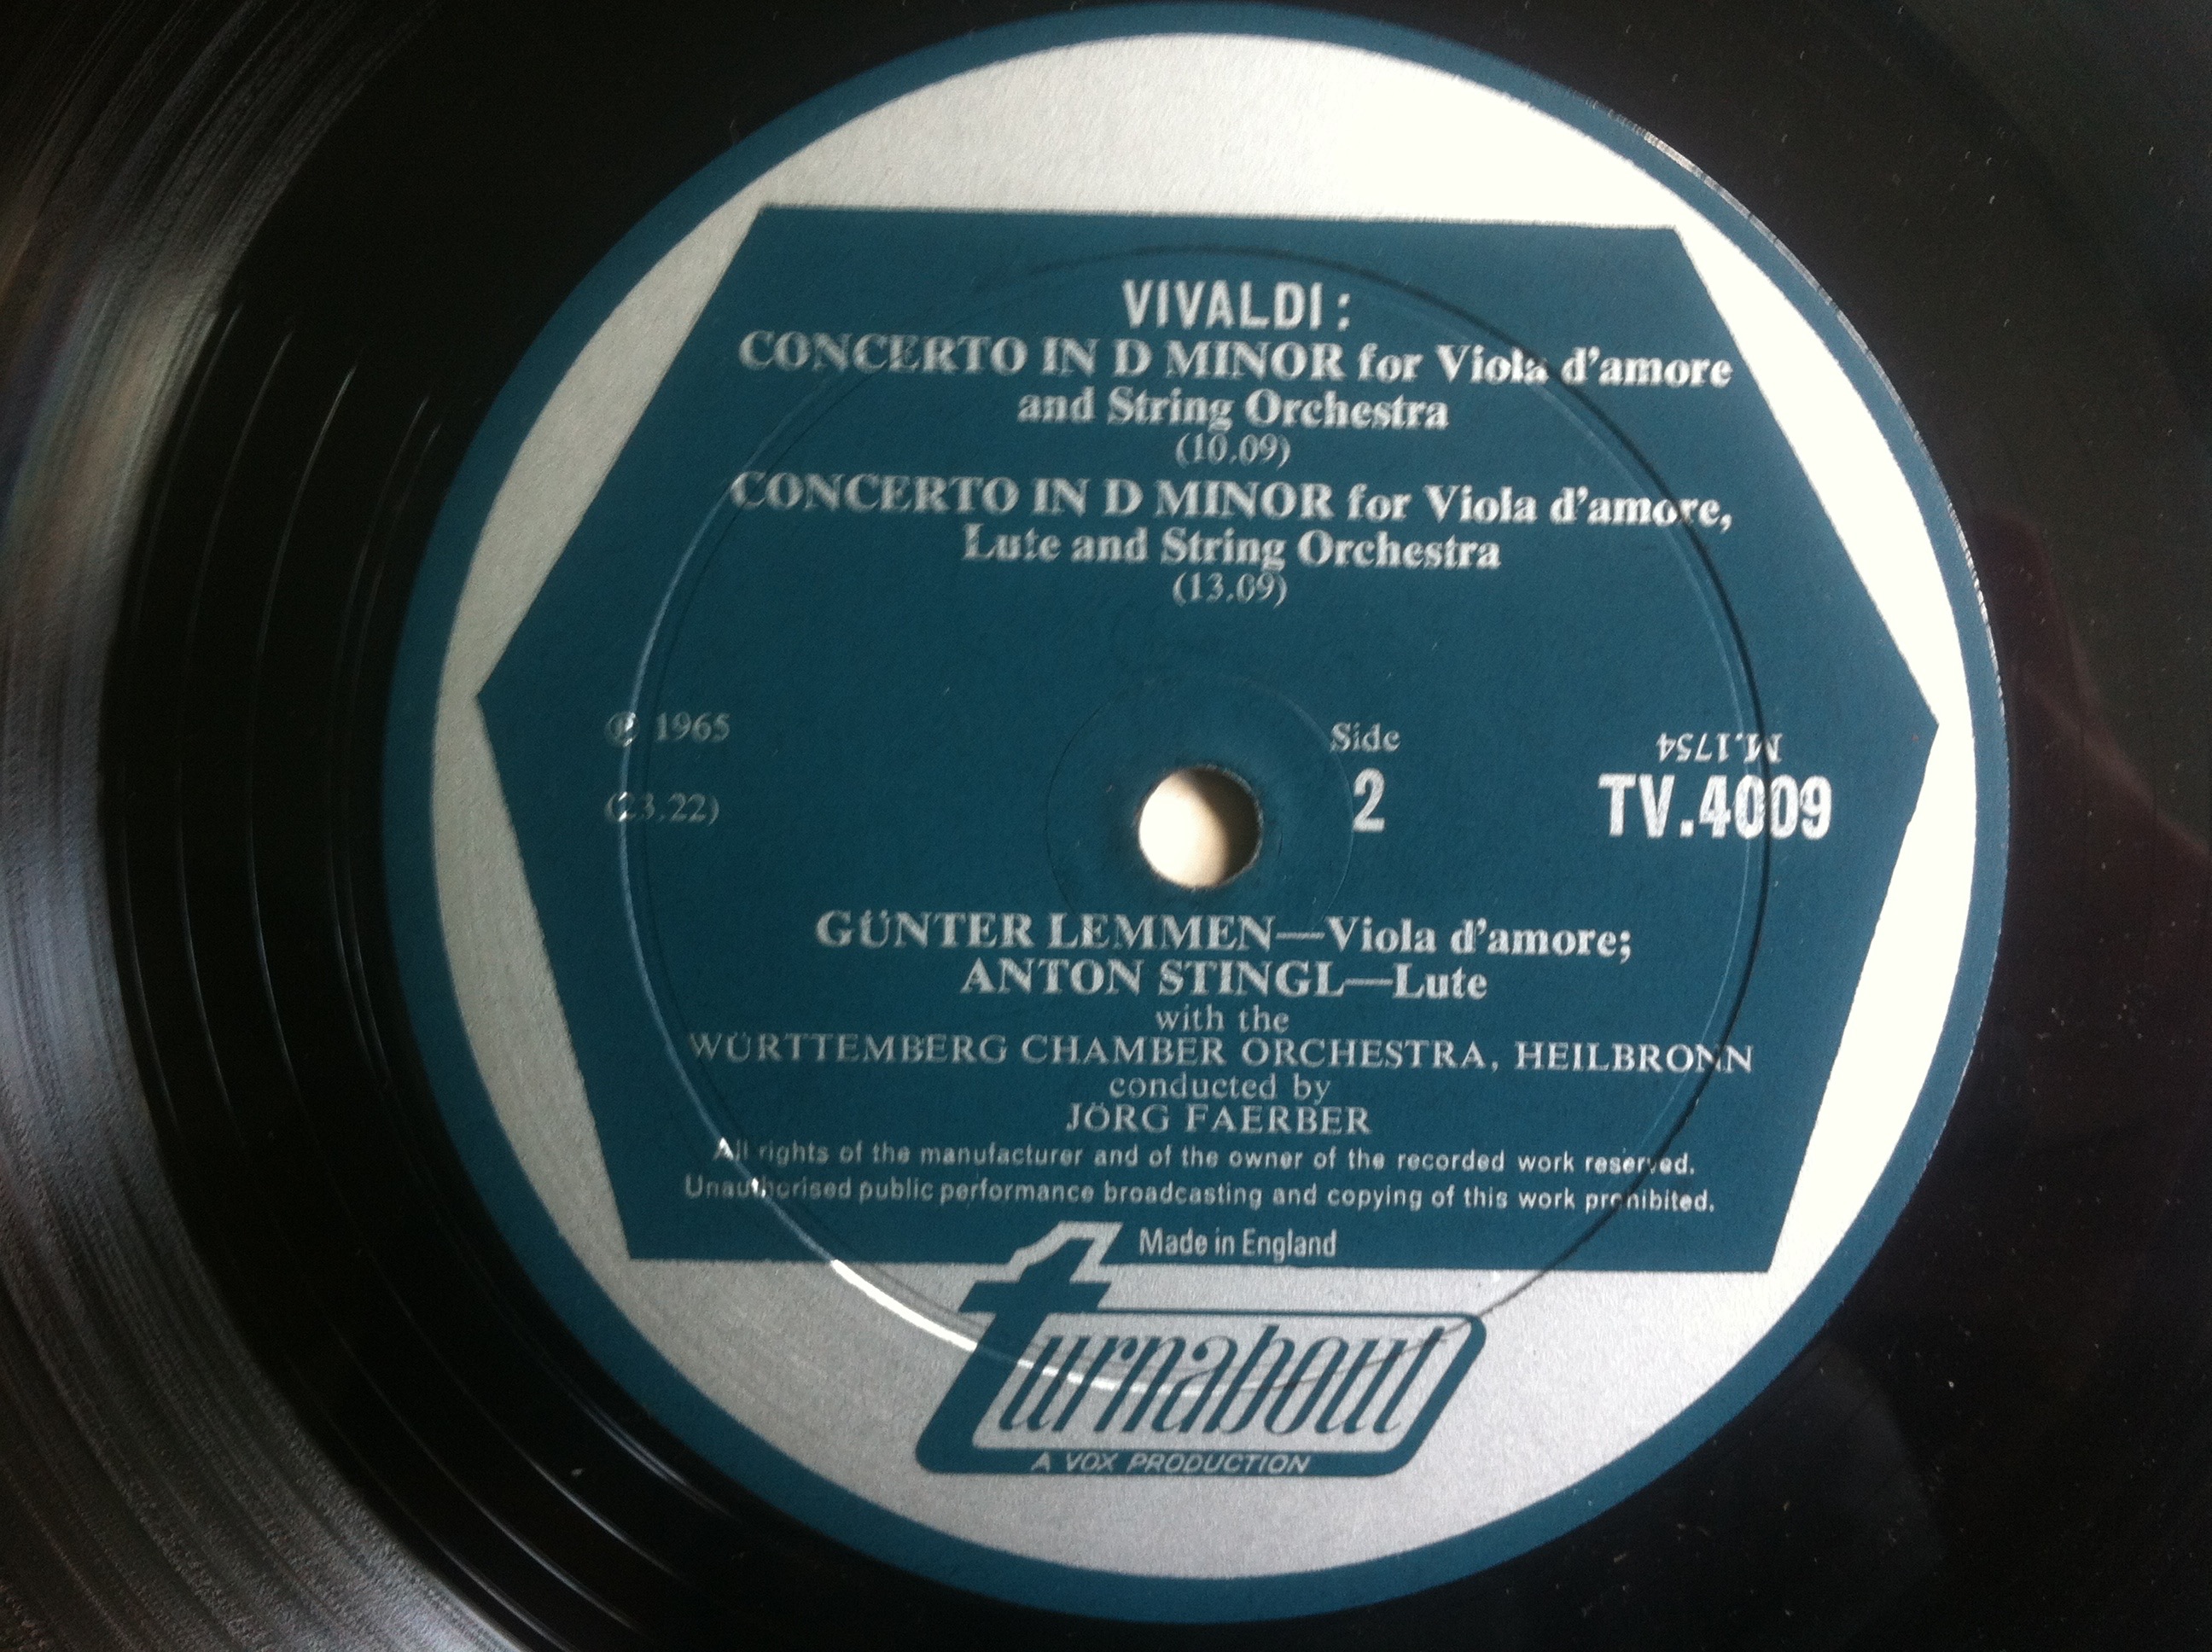 VIVALDI:
CONCERTO IN D MINOR for Viola d'amore
and String Orchestra
(10.09)
CONCERTO IN D MINOR for Viola d'amore,
Lute and String Orchestra
(13.09)
℗ 1965
(23.22)
Side
2
M.1754
TV.4009
GÜNTER LEMMEN—Viola d'amore;
ANTON STINGL—Lute
with the
WÜRTTEMBERG CHAMBER ORCHESTRA, HEILBRONN
conducted by
JÖRG FAERBER
All rights of the manufacturer and of the owner of the recorded work reserved.
Unauthorised public performance broadcasting and copying of this work prohibited.
Made in England
turnabout
A VOX PRODUCTION